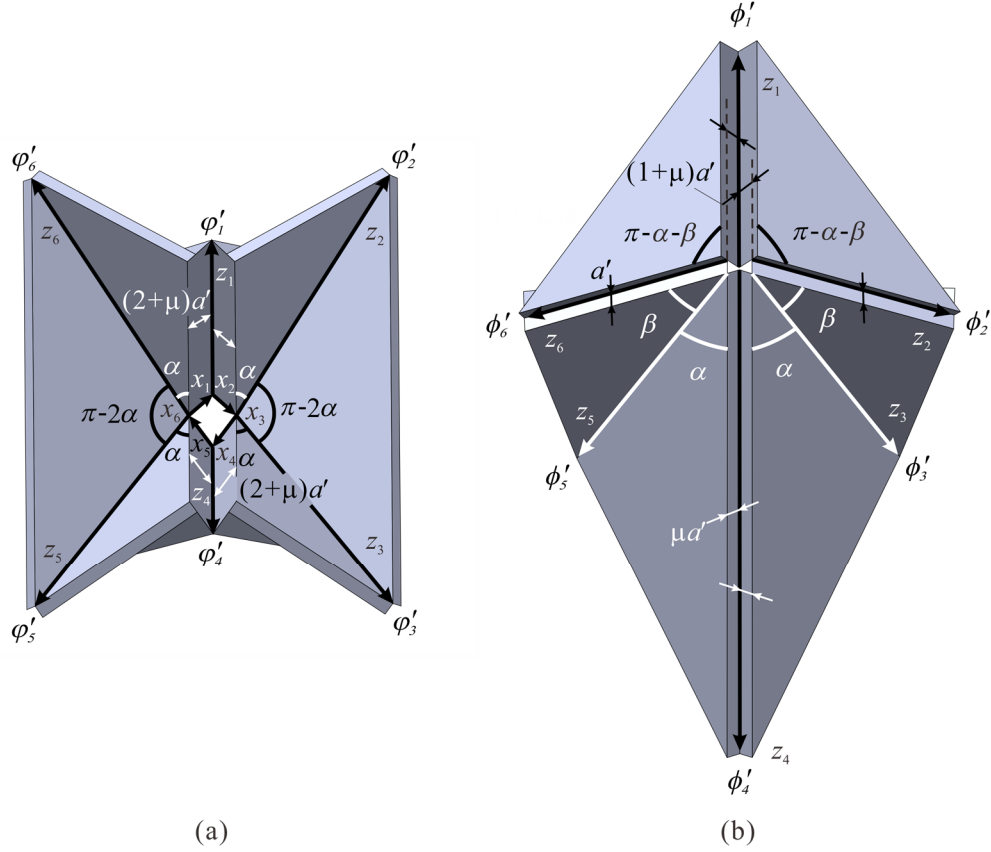 φ′₆
φ′₂
φ′₁
z₆
z₂
z₁
(2+μ)a′
α
x₁
x₂
α
π-2α
x₆
x₃
π-2α
α
x₅
x₄
α
z₄
(2+μ)a′
z₅
z₃
φ′₄
φ′₅
φ′₃
(a)
ϕ′₁
z₁
(1+μ)a′
π-α-β
π-α-β
a′
ϕ′₆
ϕ′₂
z₆
β
β
z₂
α
α
z₅
z₃
ϕ′₅
ϕ′₃
μa′
z₄
ϕ′₄
(b)